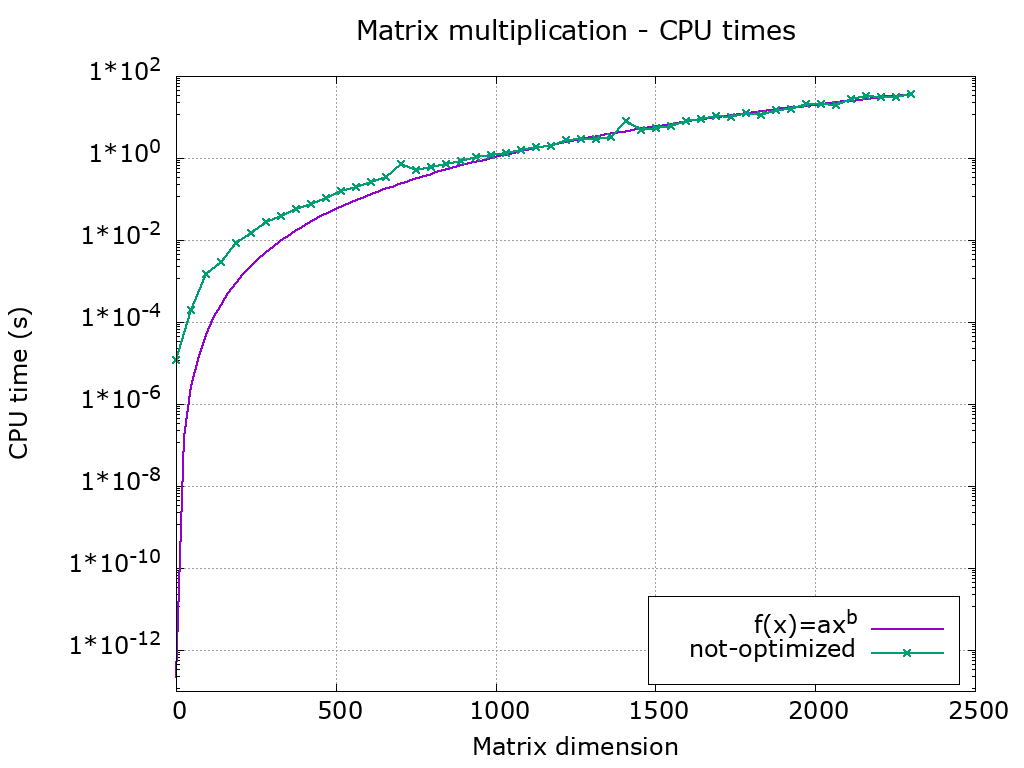 Matrix multiplication - CPU times
1*10^2
1*10^0
1*10^-2
1*10^-4
1*10^-6
1*10^-8
1*10^-10
1*10^-12
CPU time (s)
f(x)=ax^b
not-optimized
0 500 1000 1500 2000 2500
Matrix dimension